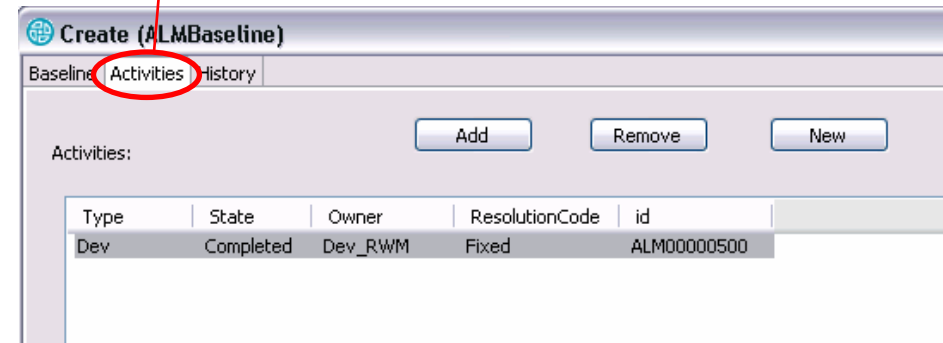 Create (ALMBaseline)
Baseline Activities History
Add Remove New
Activities:
Type State Owner ResolutionCode id
Dev Completed Dev_RWM Fixed ALM00000500